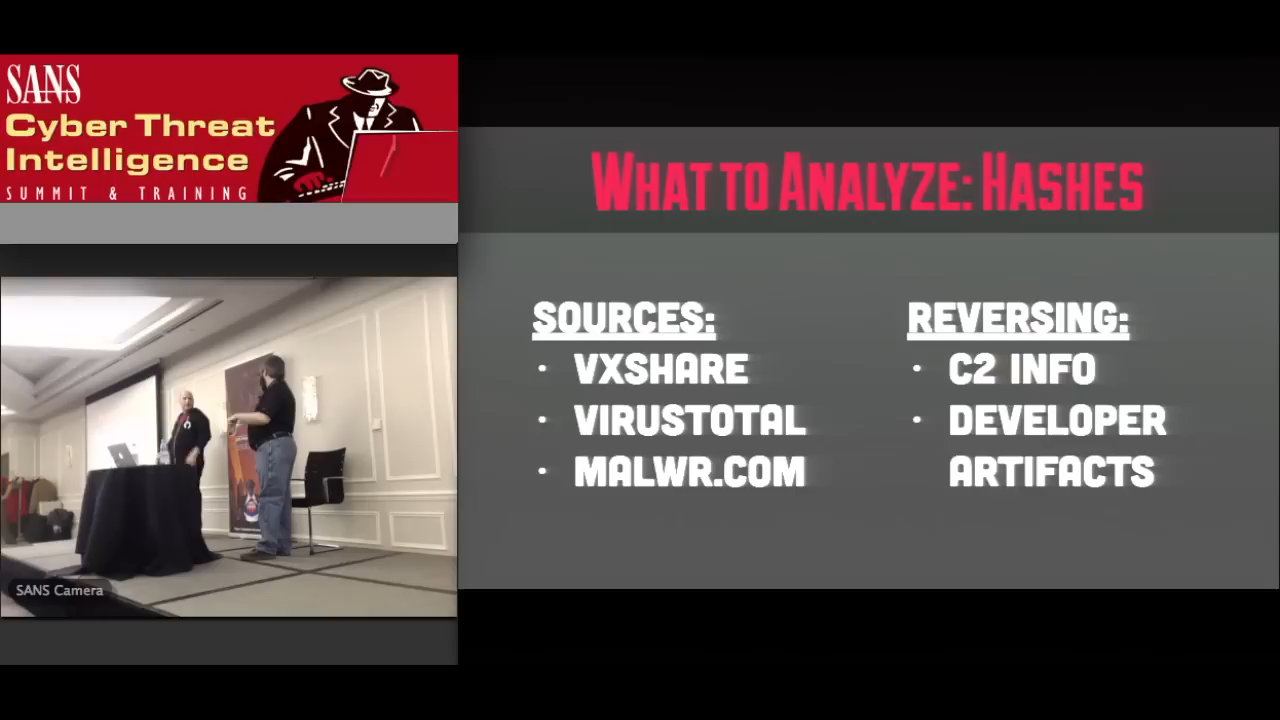 SANS
Cyber Threat
Intelligence
SUMMIT & TRAINING
SANS Camera
WHAT TO ANALYZE: HASHES
SOURCES:
· VXSHARE
· VIRUSTOTAL
· MALWR.COM
REVERSING:
· C2 INFO
· DEVELOPER
ARTIFACTS